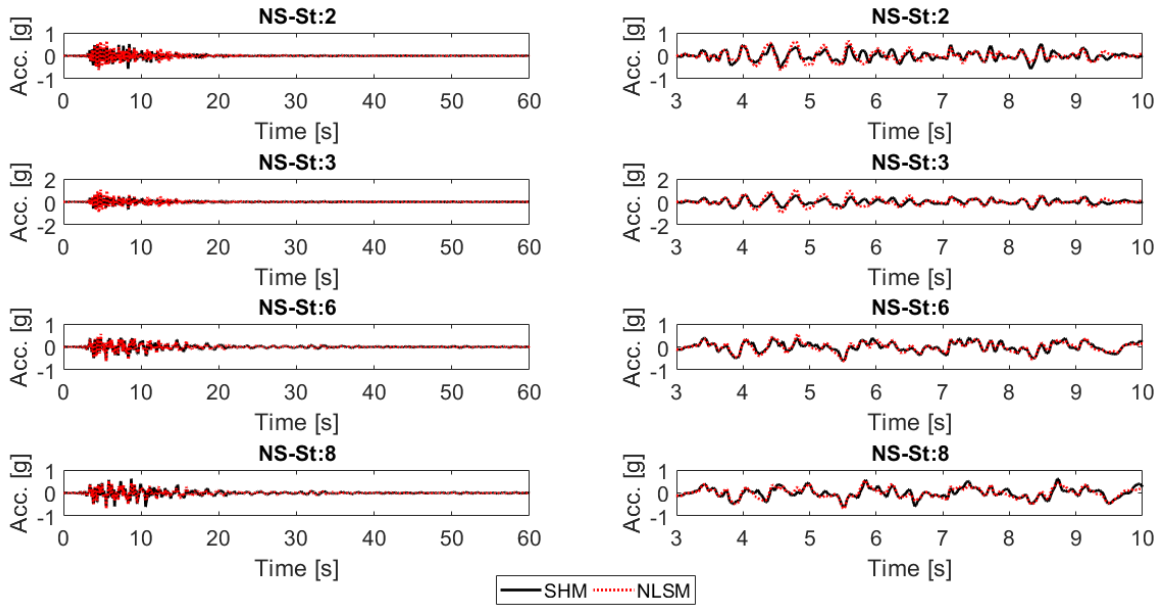 NS-St:2
Acc. [g]
1
0
-1
0 10 20 30 40 50 60
Time [s]
NS-St:2
Acc. [g]
1
0
-1
3 4 5 6 7 8 9 10
Time [s]
NS-St:3
Acc. [g]
2
0
-2
0 10 20 30 40 50 60
Time [s]
NS-St:3
Acc. [g]
2
0
-2
3 4 5 6 7 8 9 10
Time [s]
NS-St:6
Acc. [g]
1
0
-1
0 10 20 30 40 50 60
Time [s]
NS-St:6
Acc. [g]
1
0
-1
3 4 5 6 7 8 9 10
Time [s]
NS-St:8
Acc. [g]
1
0
-1
0 10 20 30 40 50 60
Time [s]
NS-St:8
Acc. [g]
1
0
-1
3 4 5 6 7 8 9 10
Time [s]
SHM NLSM